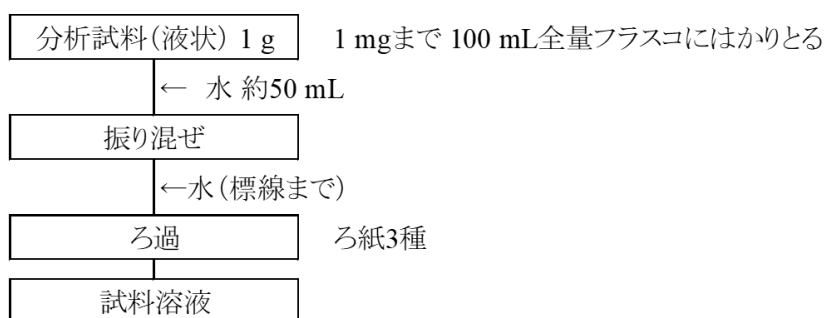 分析試料(液状) 1 g 1 mgまで 100 mL全量フラスコにはかりとる
← 水 約50 mL
振り混ぜ
←水(標線まで)
ろ過 ろ紙3種
試料溶液